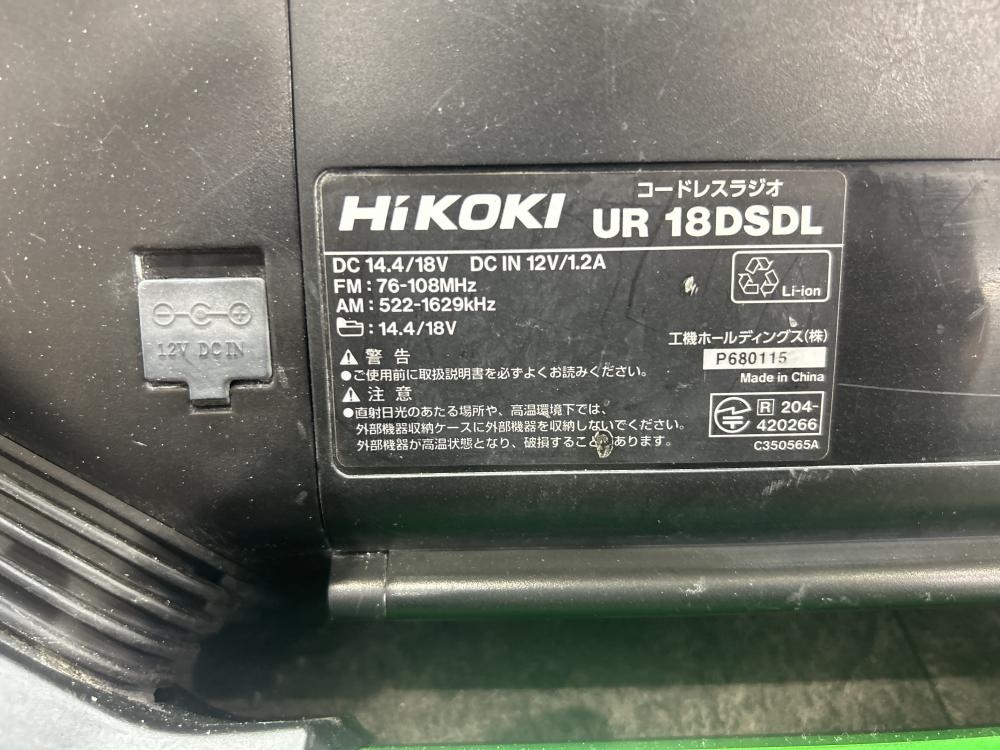 HiKOKI
コードレスラジオ
UR 18DSDL
DC 14.4/18V DC IN 12V/1.2A
FM : 76-108MHz
AM : 522-1629kHz
: 14.4/18V
Li-ion
警告
●ご使用前に取扱説明書を必ずよくお読みください。
注意
●直射日光のあたる場所や、高温環境下では、
外部機器収納ケースに外部機器を収納しないでください。
外部機器が高温状態となり、破損することがあります。
工機ホールディングス(株)
P680115
Made in China
R 204-
420266
C350565A
12V DC IN